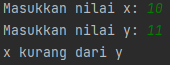 Masukkan nilai x: 10
Masukkan nilai y: 11
x kurang dari y